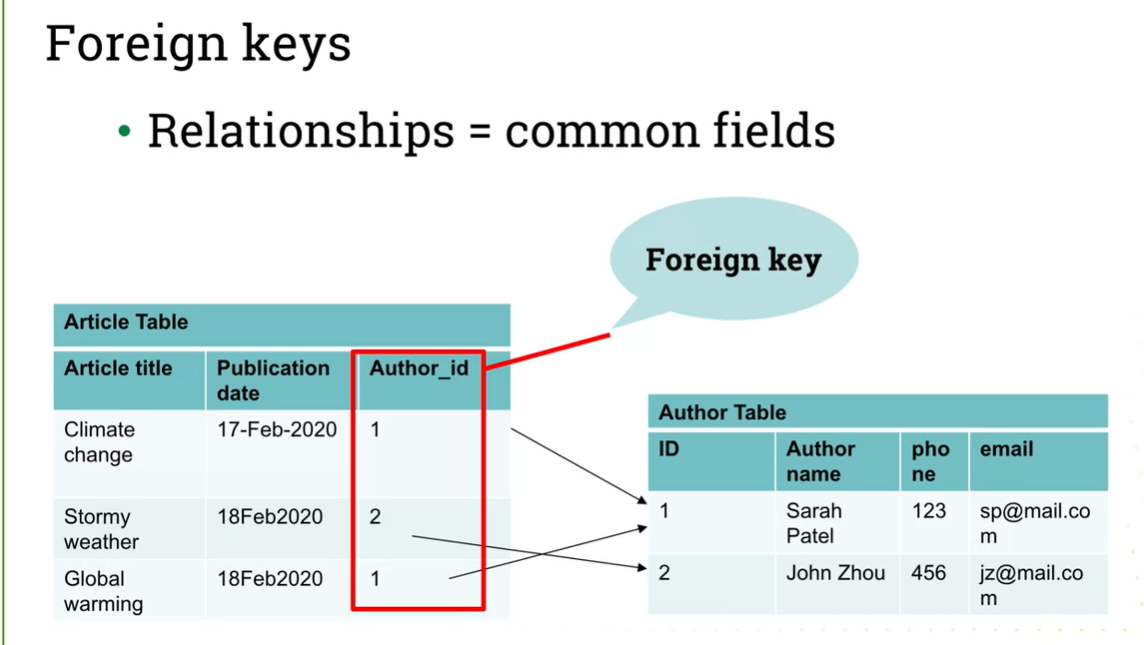 Foreign keys
• Relationships = common fields
Foreign key
Article Table
Article title
Publication
date
Author_id
Climate
change
17-Feb-2020
1
Stormy
weather
18Feb2020
2
Global
warming
18Feb2020
1
Author Table
ID
Author
name
pho
ne
email
1
Sarah
Patel
123
sp@mail.co
m
2
John Zhou
456
jz@mail.co
m